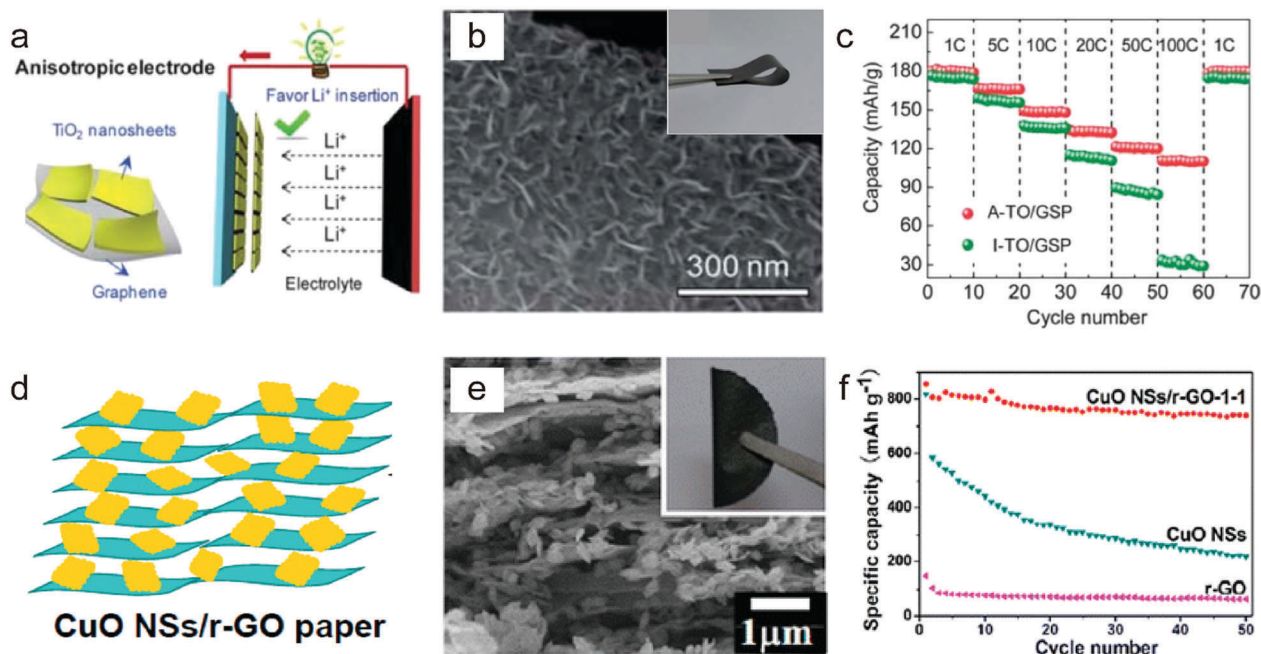 a
Anisotropic electrode
Favor Li⁺ insertion
TiO₂ nanosheets
Li⁺
Li⁺
Li⁺
Li⁺
Graphene
Electrolyte
b
300 nm
c
Capacity (mAh/g)
180
150
120
90
60
30
1C 5C 10C 20C 50C 100C 1C
A-TO/GSP
I-TO/GSP
0 10 20 30 40 50 60 70
Cycle number
d
CuO NSs/r-GO paper
e
1μm
f
Specific capacity (mAh g⁻¹)
800
600
400
200
0
CuO NSs/r-GO-1-1
CuO NSs
r-GO
0 10 20 30 40 50
Cycle number